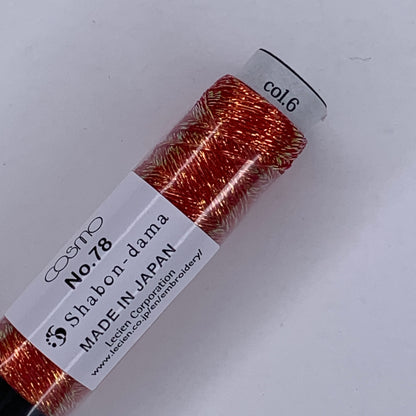 col.6
COSMO
No.78
Shabon-dama
MADE IN JAPAN
Lecien Corporation
www.lecien.co.jp/en/embroidery/